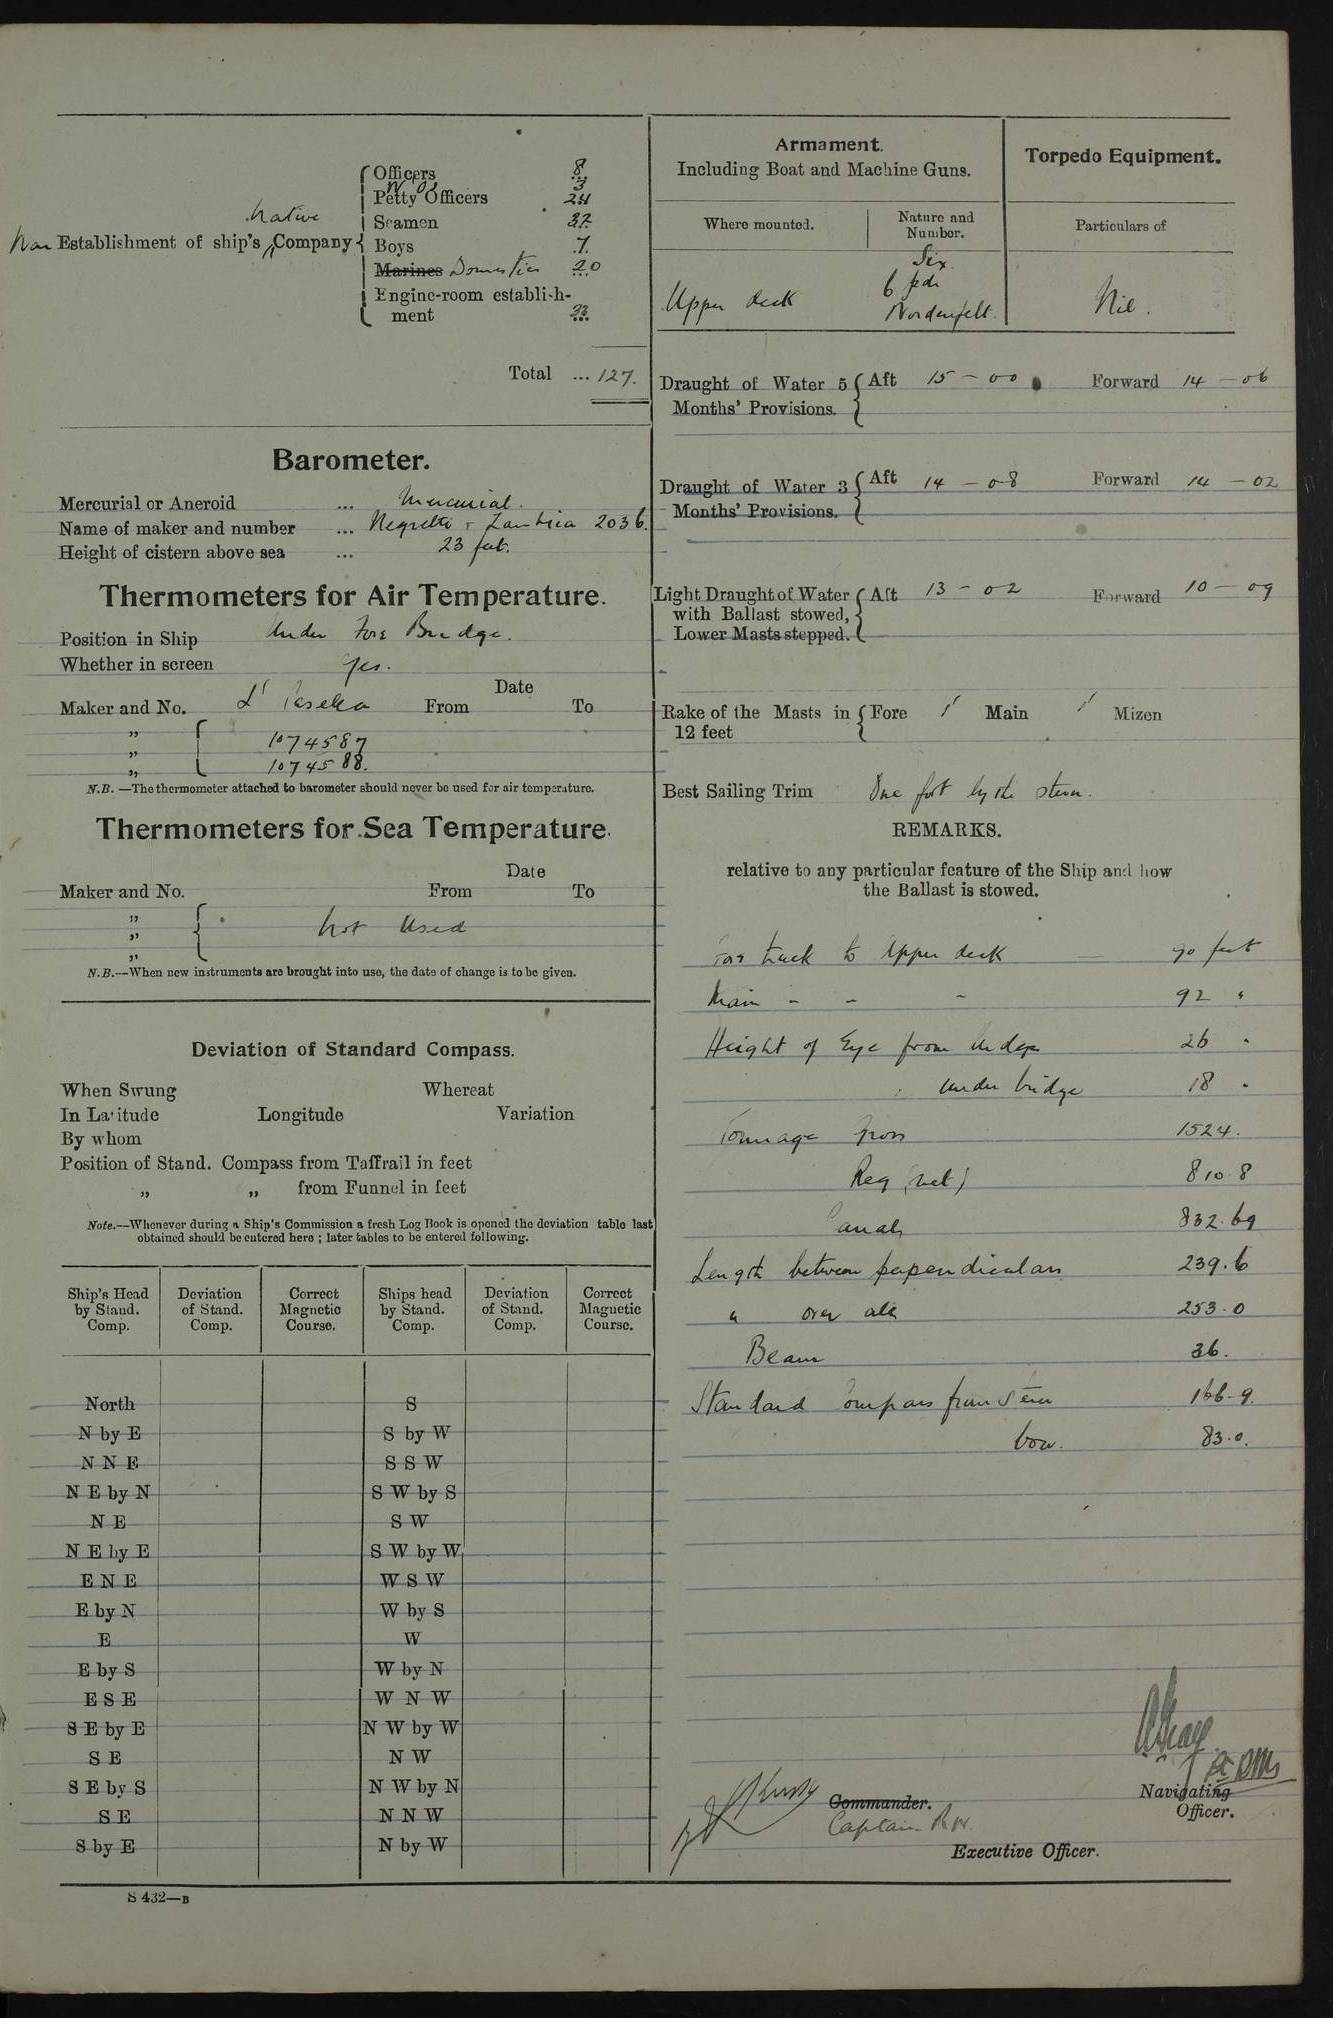 Officers 8
W Os 3
Petty Officers 24
Native
Seamen 37
War Establishment of ship's Company
Boys 7.
Marines Domestics 20
Engine-room establish-
ment
Total ... 127.
Barometer.
Mercurial or Aneroid ... Mercurial.
Name of maker and number ... Negretti & Zambra 2036.
Height of cistern above sea ... 23 feet.
Thermometers for Air Temperature.
Position in Ship Under Fore Bridge.
Whether in screen Yes.
Date
Maker and No. From To
" 1074587
"
" 1074588.
N.B. —The thermometer attached to barometer should never be used for air temperature.
Thermometers for Sea Temperature.
Date
Maker and No. From To
"
" Not Used
"
N.B.—When new instruments are brought into use, the date of change is to be given.
Deviation of Standard Compass.
When Swung Whereat
In Latitude Longitude Variation
By whom
Position of Stand. Compass from Taffrail in feet
" " from Funnel in feet
Note.—Whenever during a Ship's Commission a fresh Log Book is opened the deviation table last
obtained should be entered here ; later tables to be entered following.
Ship's Head Deviation Correct Ships head Deviation Correct
by Stand. of Stand. Magnetic by Stand. of Stand. Magnetic
Comp. Comp. Course. Comp. Comp. Course.
North S
N by E S by W
N N E S S W
N E by N S W by S
N E S W
N E by E S W by W
E N E W S W
E by N W by S
E W
E by S W by N
E S E W N W
S E by E N W by W
S E N W
S E by S N W by N
S E N N W
S by E N by W
S 432—B
Armament.
Including Boat and Machine Guns.
Torpedo Equipment.
Where mounted. Nature and
Number.
Particulars of
Six
6 pdr
Upper deck Nordenfelt. Nil.
Draught of Water 5 Aft 15 - 00 Forward 14 - 06
Months' Provisions.
Draught of Water 3 Aft 14 - 08 Forward 14 - 02
Months' Provisions.
Light Draught of Water Aft 13 - 02 Forward 10 - 09
with Ballast stowed,
Lower Masts stepped.
Rake of the Masts in Fore 1' Main 1' Mizen
12 feet
Best Sailing Trim One foot by the stern.
REMARKS.
relative to any particular feature of the Ship and how
the Ballast is stowed.
Fore truck to Upper deck — 90 feet
Main - - - 92 "
Height of Eye from 26 "
under bridge 18 "
Tonnage Gross 1524.
Reg (net) 810.8
Canals 832.69
Length between perpendiculars 239.6
" over all 253.0
Beam 36.
Standard Compass from Stern 166.9.
bow. 83.0.
Navigating
Officer.
Commander.
Captain R.N.
Executive Officer.